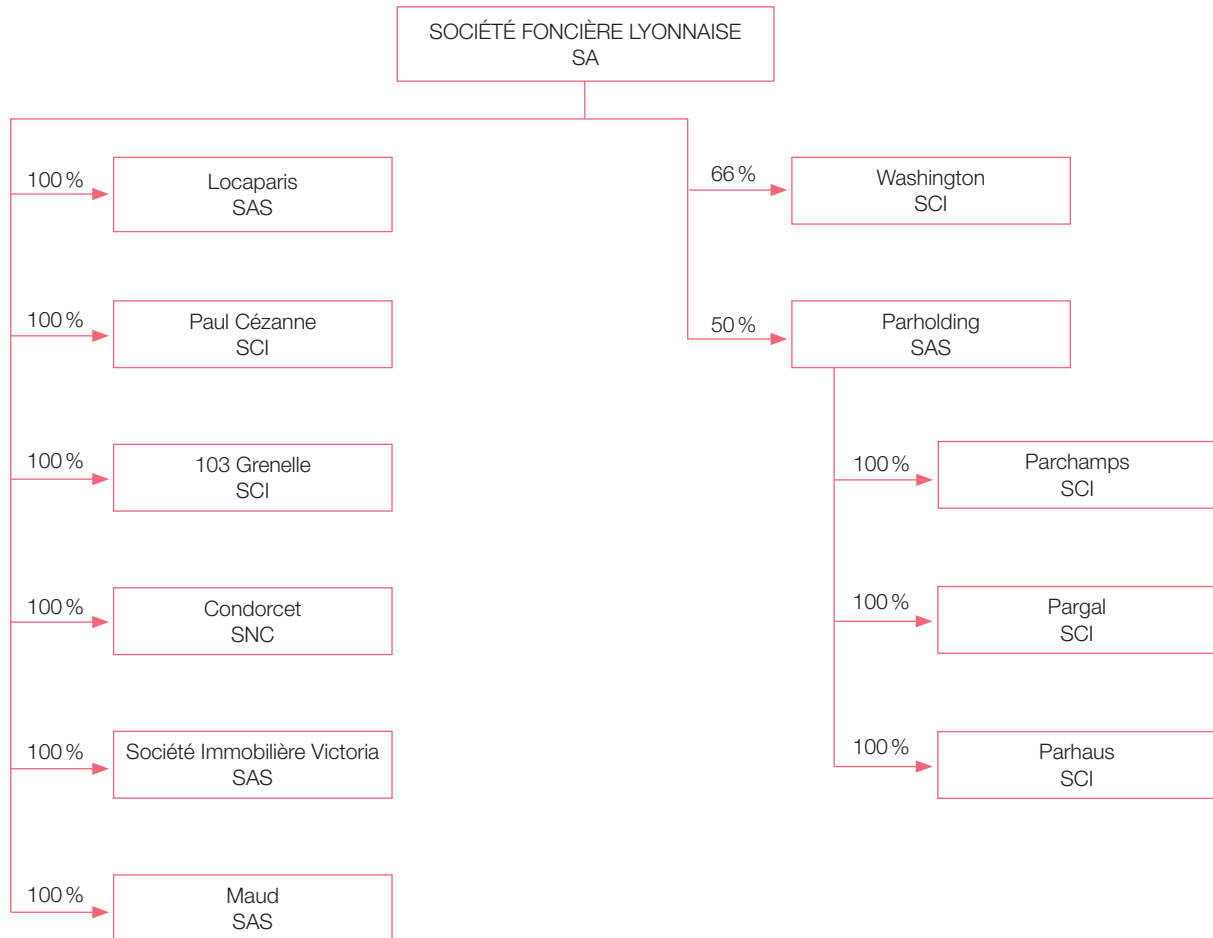 SOCIÉTÉ FONCIÈRE LYONNAISE
SA
100 %
Locaparis
SAS
100 %
Paul Cézanne
SCI
100 %
103 Grenelle
SCI
100 %
Condorcet
SNC
100 %
Société Immobilière Victoria
SAS
100 %
Maud
SAS
66 %
Washington
SCI
50 %
Parholding
SAS
100 %
Parchamps
SCI
100 %
Pargal
SCI
100 %
Parhaus
SCI